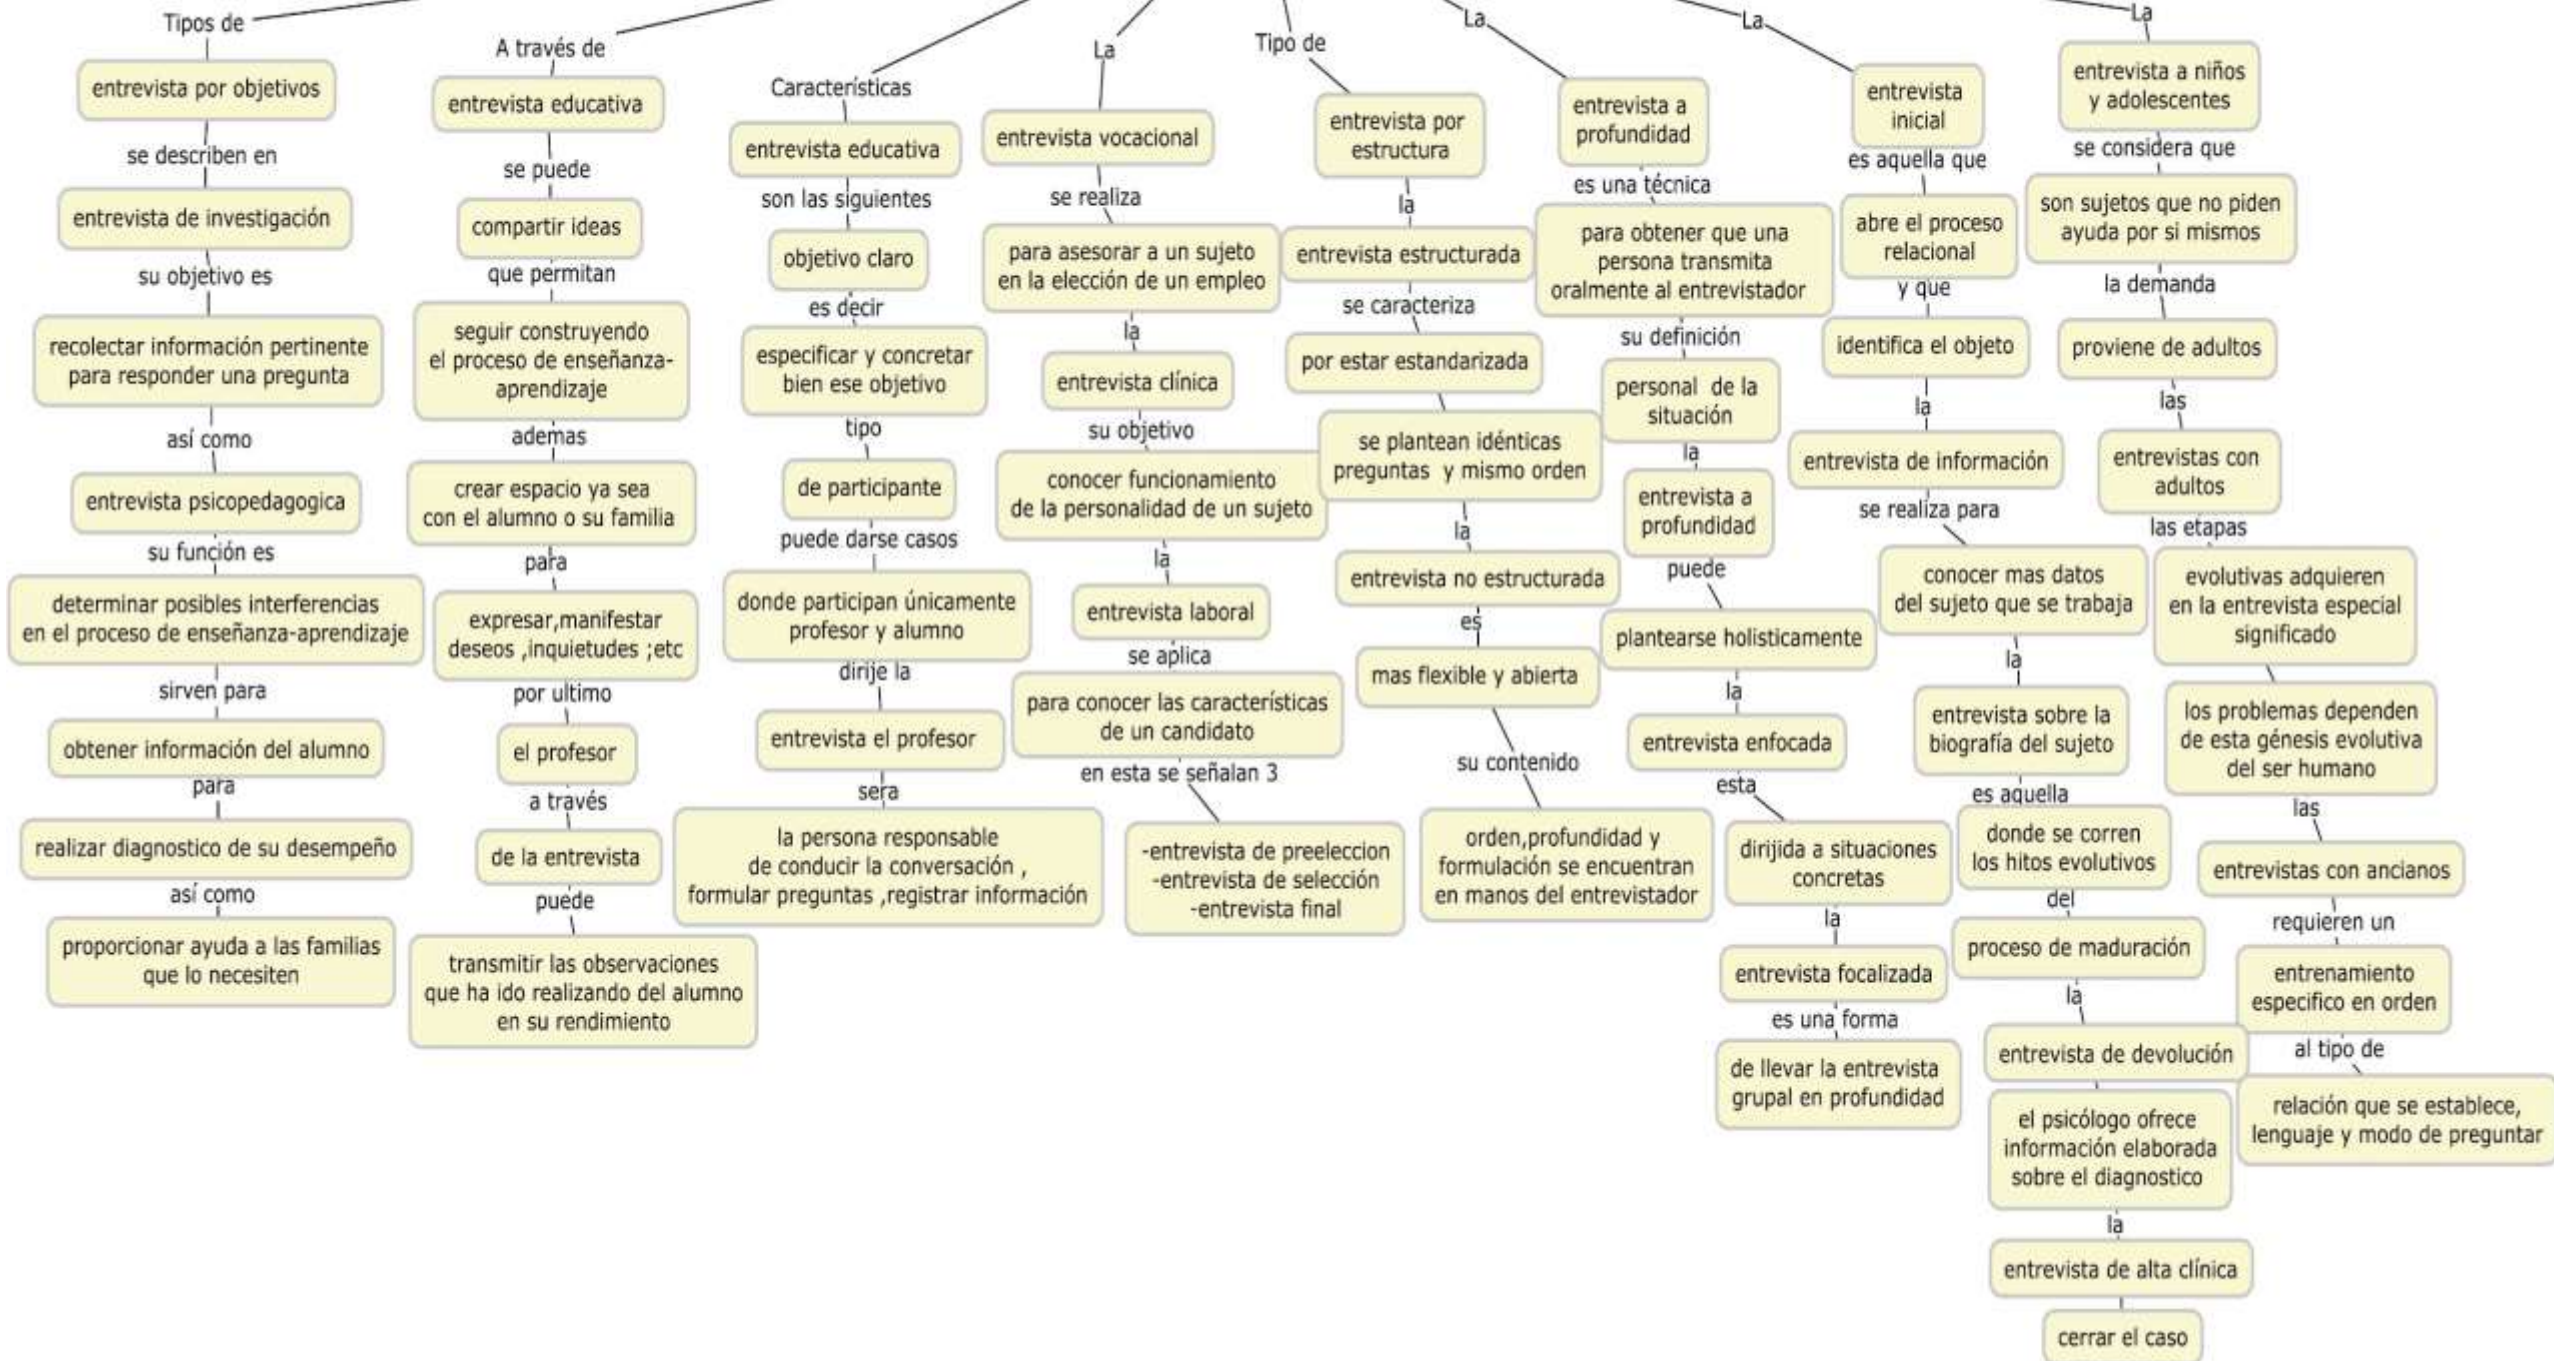 Tipos de
entrevista por objetivos
se describen en
entrevista de investigación
su objetivo es
recolectar información pertinente
para responder una pregunta
así como
entrevista psicopedagogica
su función es
determinar posibles interferencias
en el proceso de enseñanza-aprendizaje
sirven para
obtener información del alumno
para
realizar diagnostico de su desempeño
así como
proporcionar ayuda a las familias
que lo necesiten
A través de
entrevista educativa
se puede
compartir ideas
que permitan
seguir construyendo
el proceso de enseñanza-
aprendizaje
ademas
crear espacio ya sea
con el alumno o su familia
para
expresar,manifestar
deseos ,inquietudes ;etc
por ultimo
el profesor
a través
de la entrevista
puede
transmitir las observaciones
que ha ido realizando del alumno
en su rendimiento
Características
entrevista educativa
son las siguientes
objetivo claro
es decir
especificar y concretar
bien ese objetivo
tipo
de participante
puede darse casos
donde participan únicamente
profesor y alumno
dirije la
entrevista el profesor
sera
la persona responsable
de conducir la conversación ,
formular preguntas ,registrar información
La
entrevista vocacional
se realiza
para asesorar a un sujeto
en la elección de un empleo
la
entrevista clínica
su objetivo
conocer funcionamiento
de la personalidad de un sujeto
la
entrevista laboral
se aplica
para conocer las características
de un candidato
en esta se señalan 3
-entrevista de preeleccion
-entrevista de selección
-entrevista final
Tipo de
entrevista por
estructura
la
entrevista estructurada
se caracteriza
por estar estandarizada
se plantean idénticas
preguntas y mismo orden
la
entrevista no estructurada
es
mas flexible y abierta
su contenido
orden,profundidad y
formulación se encuentran
en manos del entrevistador
La
entrevista a
profundidad
es una técnica
para obtener que una
persona transmita
oralmente al entrevistador
su definición
personal de la
situación
la
entrevista a
profundidad
puede
plantearse holisticamente
la
entrevista enfocada
esta
dirijida a situaciones
concretas
la
entrevista focalizada
es una forma
de llevar la entrevista
grupal en profundidad
La
entrevista
inicial
es aquella que
abre el proceso
relacional
y que
identifica el objeto
la
entrevista de información
se realiza para
conocer mas datos
del sujeto que se trabaja
la
entrevista sobre la
biografía del sujeto
es aquella
donde se corren
los hitos evolutivos
del
proceso de maduración
la
entrevista de devolución
el psicólogo ofrece
información elaborada
sobre el diagnostico
la
entrevista de alta clínica
cerrar el caso
La
entrevista a niños
y adolescentes
se considera que
son sujetos que no piden
ayuda por si mismos
la demanda
proviene de adultos
las
entrevistas con
adultos
las etapas
evolutivas adquieren
en la entrevista especial
significado
los problemas dependen
de esta génesis evolutiva
del ser humano
las
entrevistas con ancianos
requieren un
entrenamiento
especifico en orden
al tipo de
relación que se establece,
lenguaje y modo de preguntar